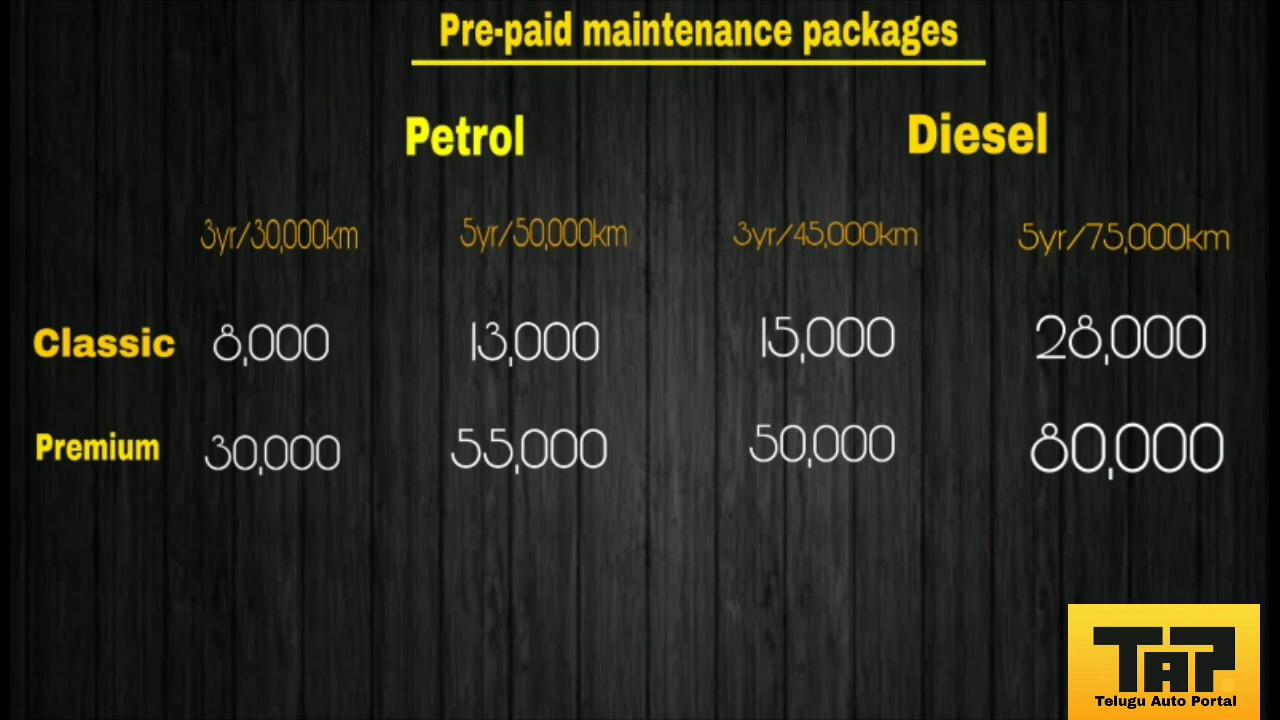 Pre-paid maintenance packages
Petrol Diesel
3yr/30,000km 5yr/50,000km 3yr/45,000km 5yr/75,000km
Classic 8,000 13,000 15,000 28,000
Premium 30,000 55,000 50,000 80,000
TAP
Telugu Auto Portal